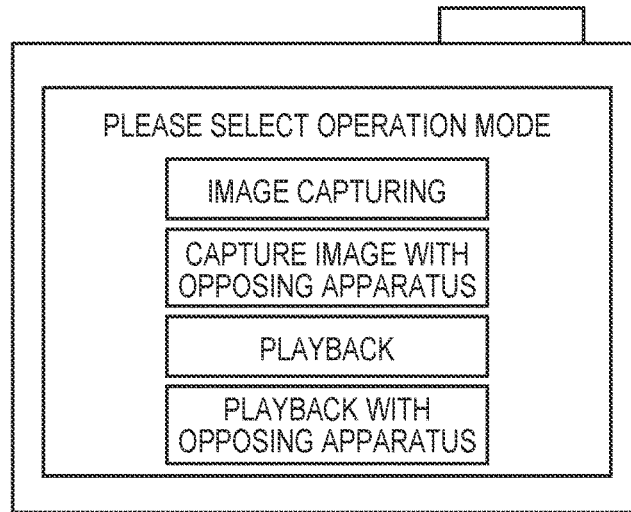 PLEASE SELECT OPERATION MODE
IMAGE CAPTURING
CAPTURE IMAGE WITH
OPPOSING APPARATUS
PLAYBACK
PLAYBACK WITH
OPPOSING APPARATUS